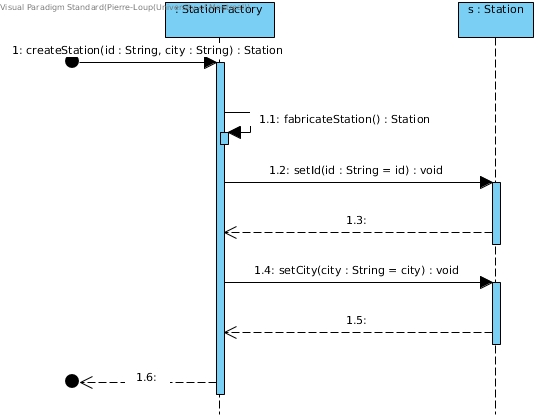 Visual Paradigm Standard(Pierre-Loup(
: StationFactory
s : Station
1: createStation(id : String, city : String) : Station
1.1: fabricateStation() : Station
1.2: setId(id : String = id) : void
1.3:
1.4: setCity(city : String = city) : void
1.5:
1.6: